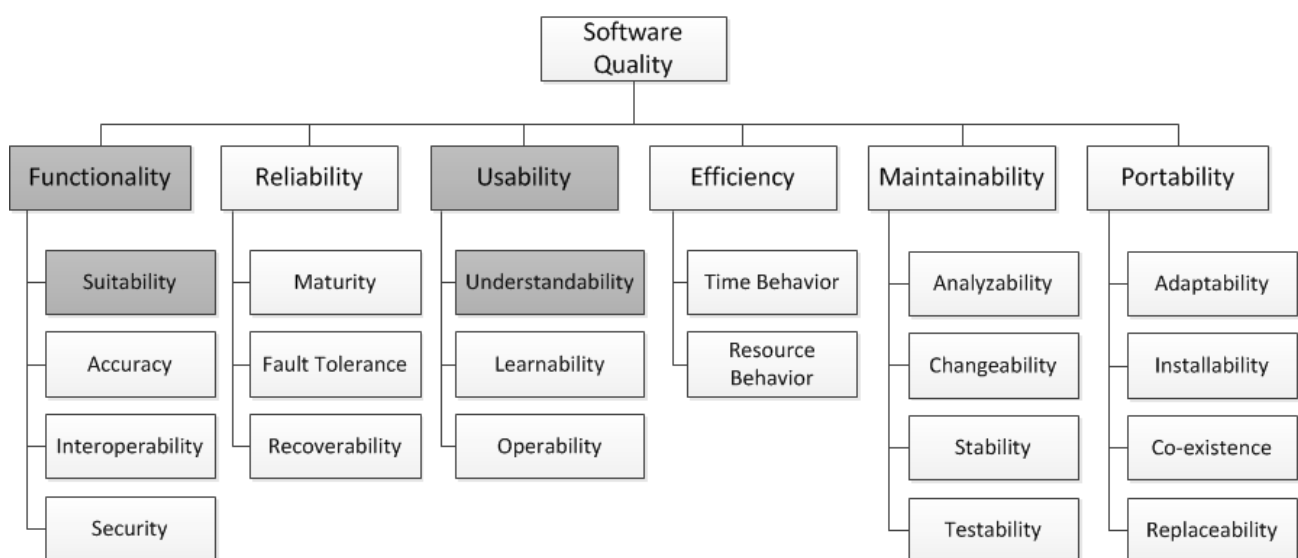 Software
Quality
Functionality
Reliability
Usability
Efficiency
Maintainability
Portability
Suitability
Maturity
Understandability
Time Behavior
Analyzability
Adaptability
Accuracy
Fault Tolerance
Learnability
Resource
Behavior
Changeability
Installability
Interoperability
Recoverability
Operability
Stability
Co-existence
Security
Testability
Replaceability